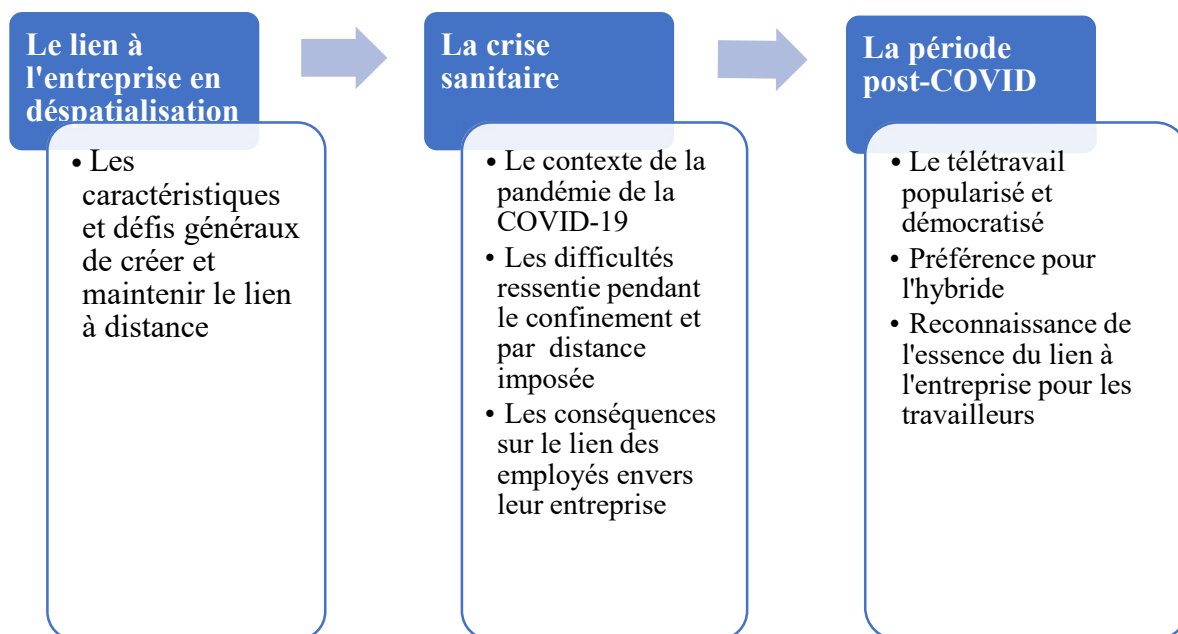 Le lien à
l'entreprise en
déspatialisation
• Les
caractéristiques
et défis généraux
de créer et
maintenir le lien
à distance
La crise
sanitaire
• Le contexte de la
pandémie de la
COVID-19
• Les difficultés
ressentie pendant
le confinement et
par distance
imposée
• Les conséquences
sur le lien des
employés envers
leur entreprise
La période
post-COVID
• Le télétravail
popularisé et
démocratisé
• Préférence pour
l'hybride
• Reconnaissance de
l'essence du lien à
l'entreprise pour les
travailleurs